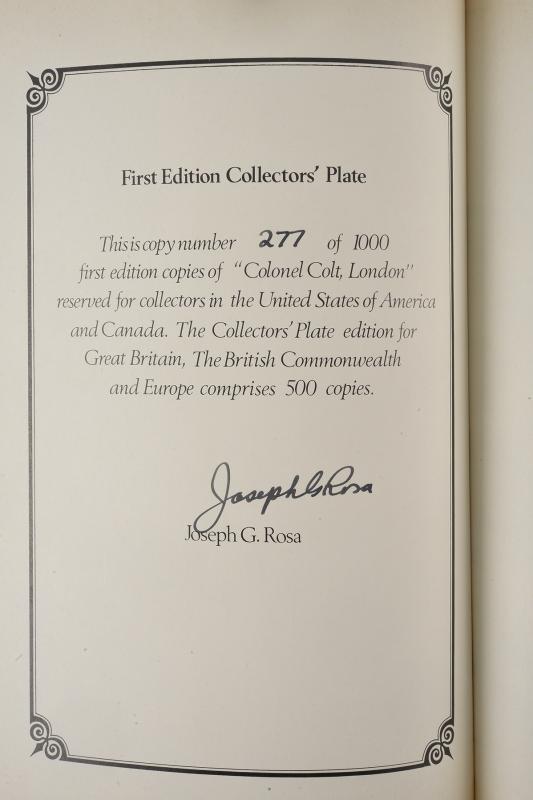 First Edition Collectors' Plate
This is copy number 277 of 1000
first edition copies of "Colonel Colt, London"
reserved for collectors in the United States of America
and Canada. The Collectors' Plate edition for
Great Britain, The British Commonwealth
and Europe comprises 500 copies.
Joseph G Rosa
Joseph G. Rosa